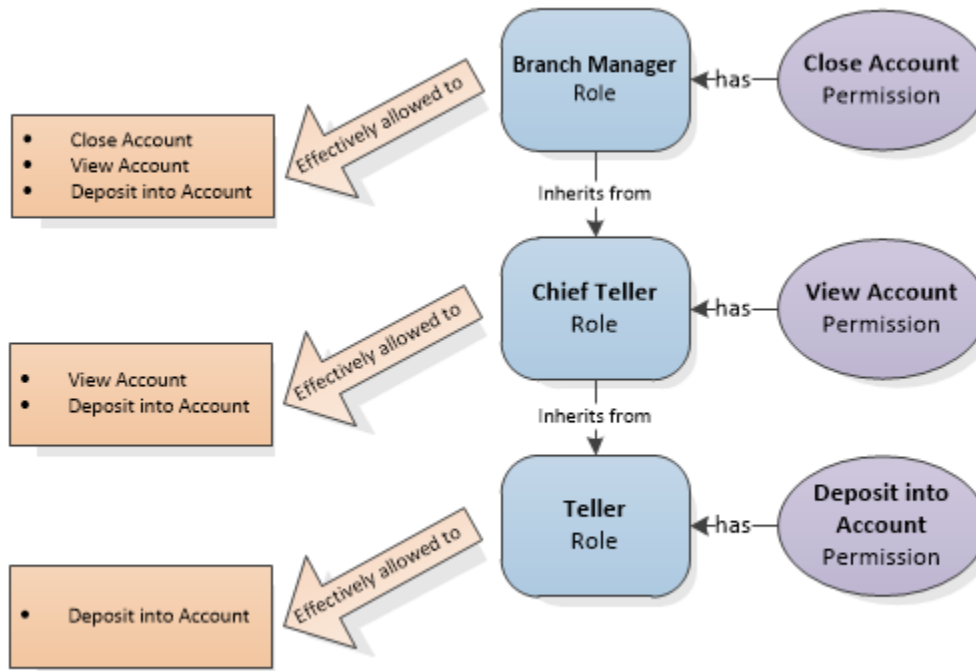 Branch Manager
Role
has
Close Account
Permission
Effectively allowed to
• Close Account
• View Account
• Deposit into Account
Inherits from
Chief Teller
Role
has
View Account
Permission
Effectively allowed to
• View Account
• Deposit into Account
Inherits from
Teller
Role
has
Deposit into
Account
Permission
Effectively allowed to
• Deposit into Account